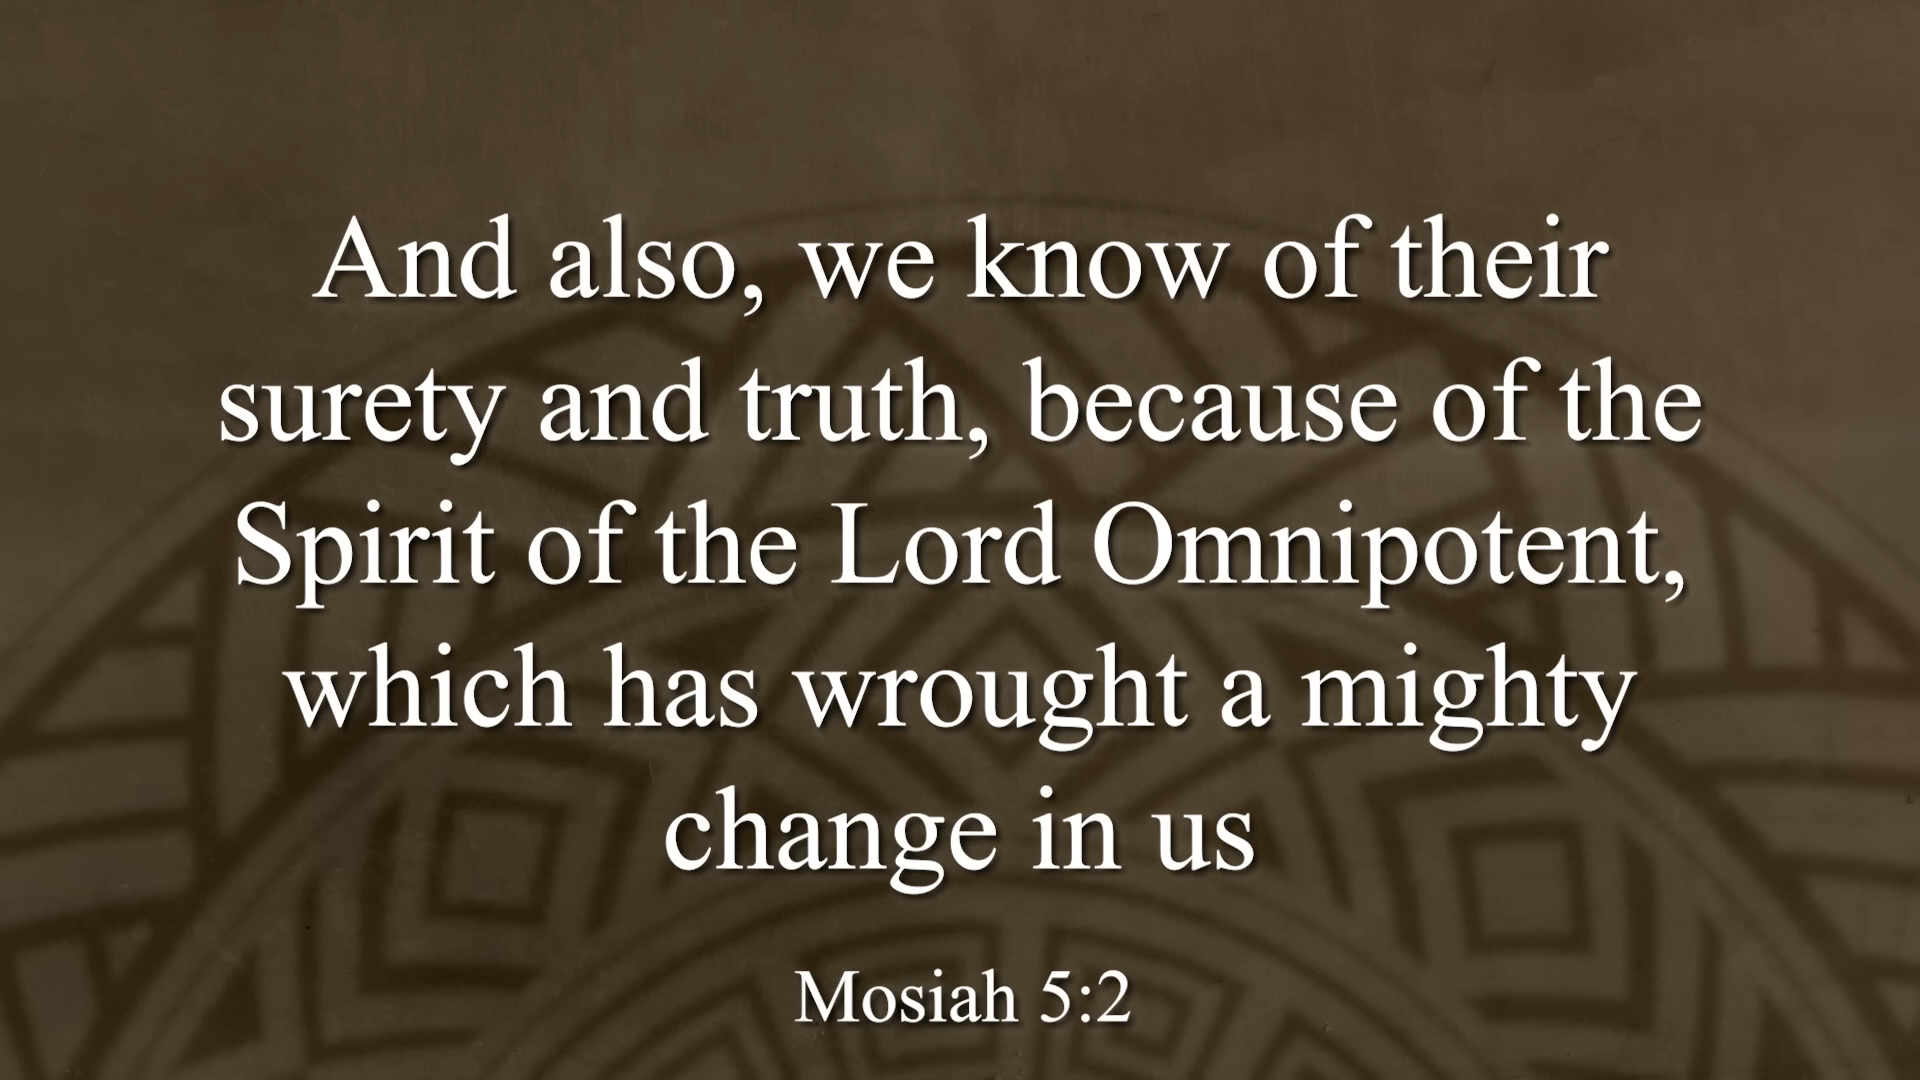 And also, we know of their
surety and truth, because of the
Spirit of the Lord Omnipotent,
which has wrought a mighty
change in us
Mosiah 5:2